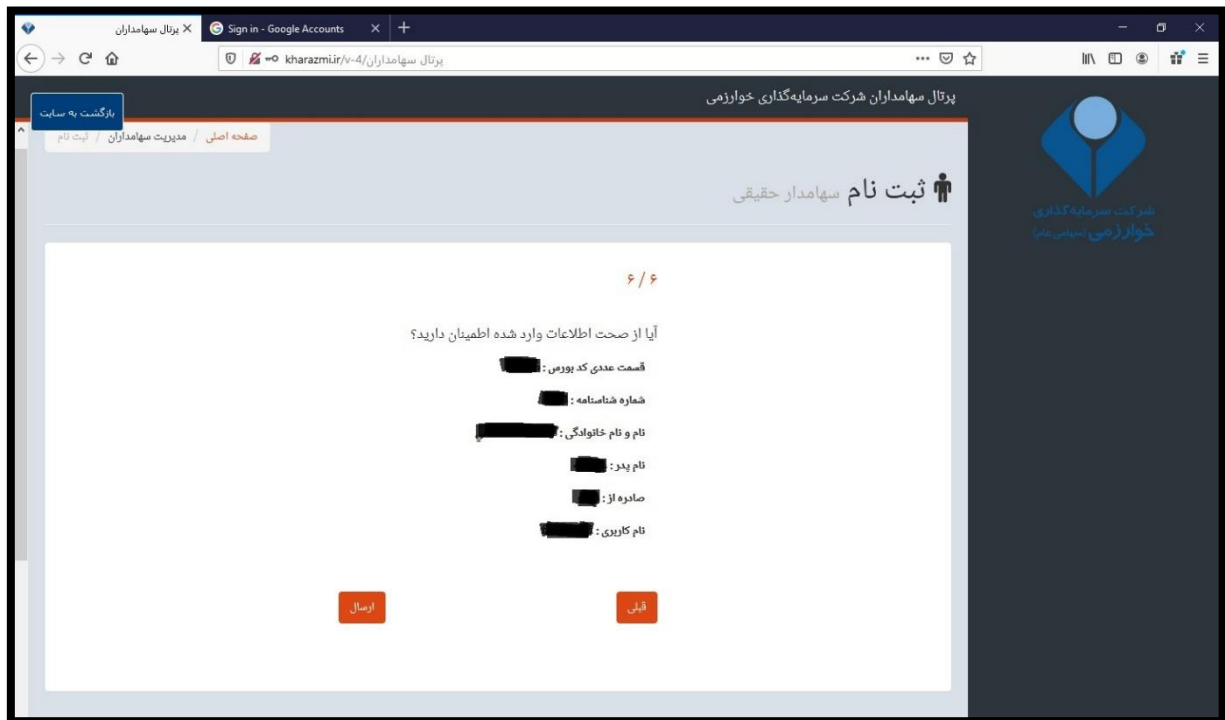 پرتال سهامداران
Sign in - Google Accounts
kharazmi.ir/v-4/پرتال سهامداران
پرتال سهامداران شرکت سرمایه‌گذاری خوارزمی
بازگشت به سایت
صفحه اصلی / مدیریت سهامداران / ثبت نام
شرکت سرمایه‌گذاری
خوارزمی (سهامی عام)
ثبت نام سهامدار حقیقی
۶ / ۶
آیا از صحت اطلاعات وارد شده اطمینان دارید؟
قسمت عددی کد بورس :
شماره شناسنامه :
نام و نام خانوادگی :
نام پدر :
صادره از :
نام کاربری :
قبلی
ارسال